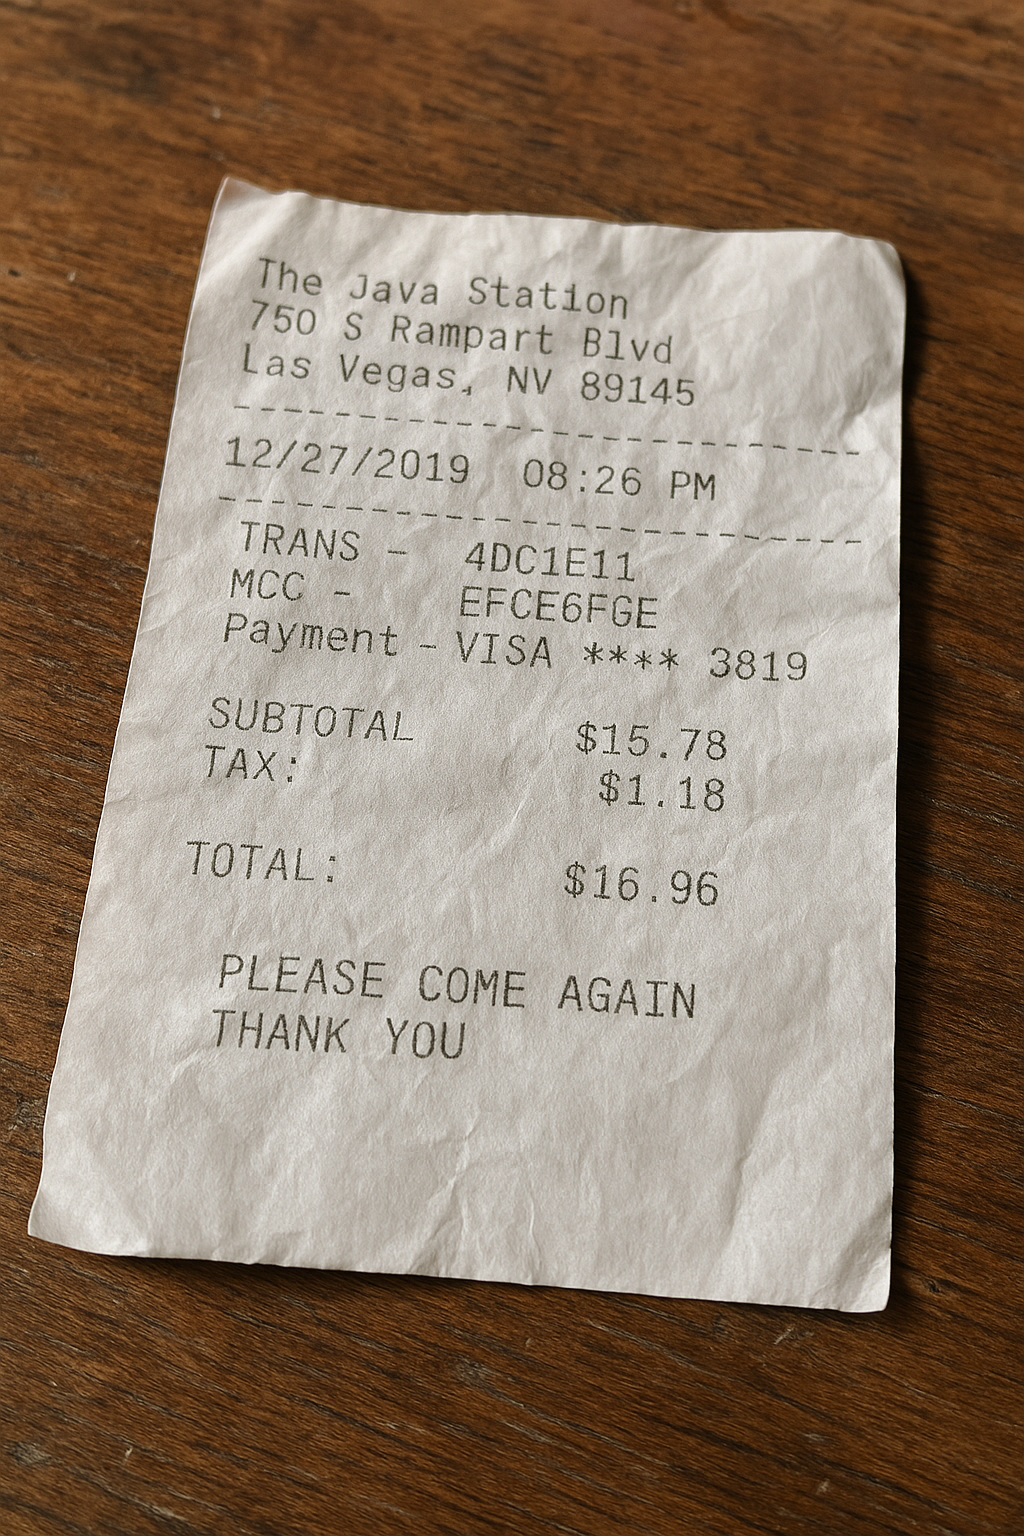 The Java Station
750 S Rampart Blvd
Las Vegas, NV 89145
--------------------------
12/27/2019 08:26 PM
--------------------------
TRANS - 4DC1E11
MCC - EFCE6FGE
Payment - VISA **** 3819
SUBTOTAL $15.78
TAX: $1.18
TOTAL: $16.96
PLEASE COME AGAIN
THANK YOU